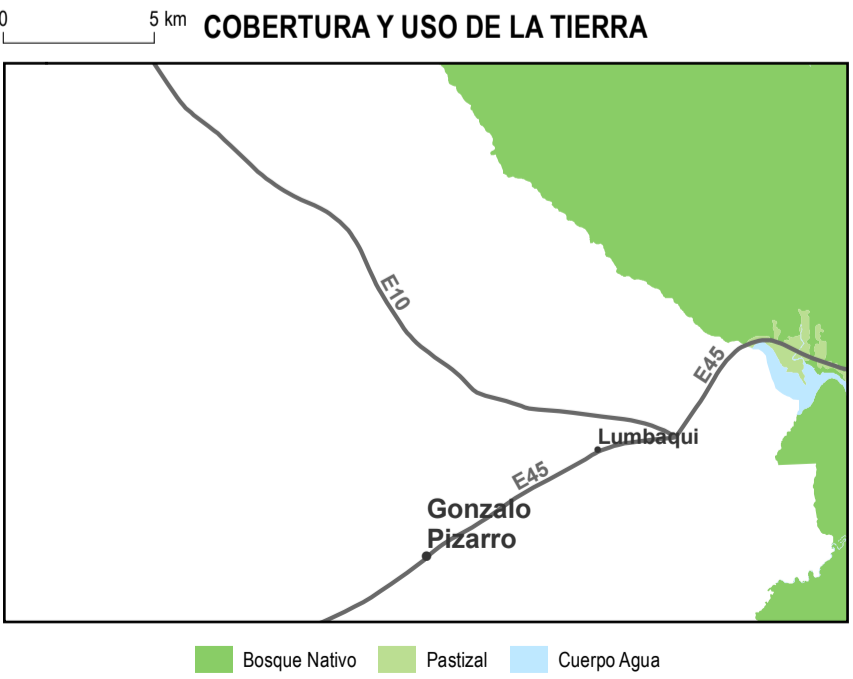 0 5 km COBERTURA Y USO DE LA TIERRA
E10
E45
Lumbaqui
E45
Gonzalo
Pizarro
Bosque Nativo Pastizal Cuerpo Agua